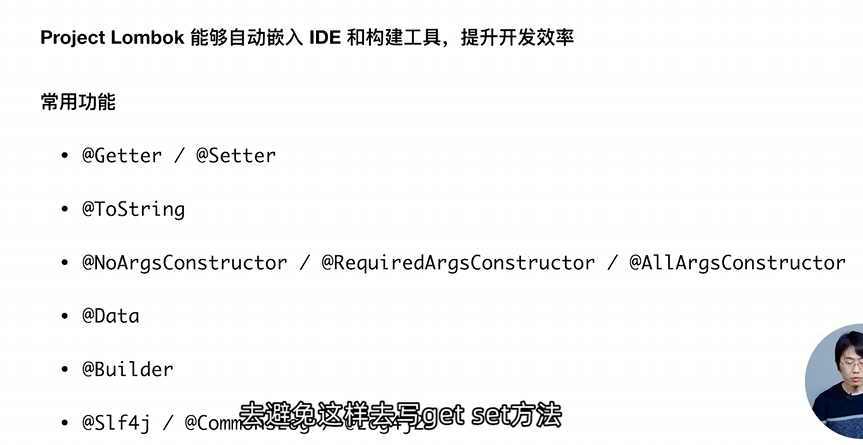 Project Lombok 能够自动嵌入 IDE 和构建工具，提升开发效率
常用功能
• @Getter / @Setter
• @ToString
• @NoArgsConstructor / @RequiredArgsConstructor / @AllArgsConstructor
• @Data
• @Builder
• @Slf4j / @CommonsLog / @Log4j2
去避免这样去写get set方法